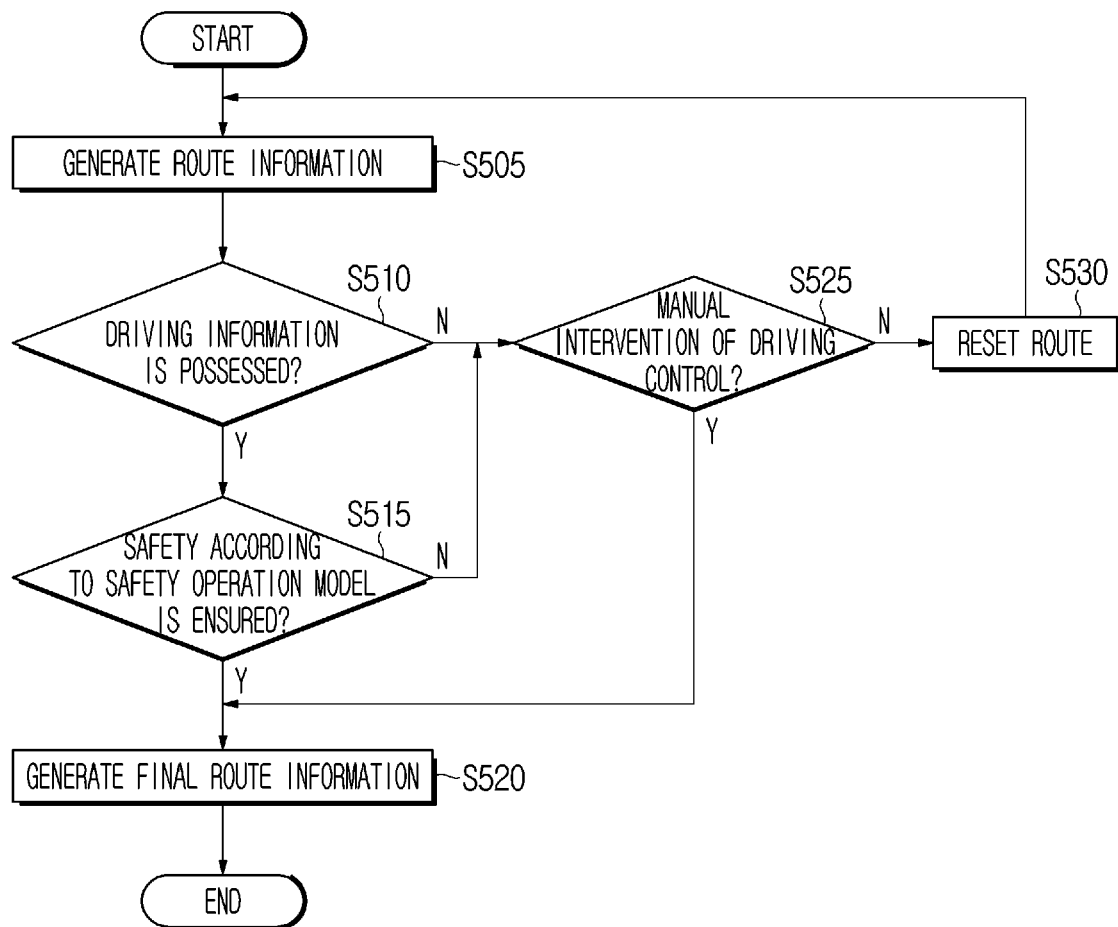 START
GENERATE ROUTE INFORMATION
S505
S510
DRIVING INFORMATION
IS POSSESSED?
N
Y
S525
MANUAL
INTERVENTION OF DRIVING
CONTROL?
N
Y
S530
RESET ROUTE
S515
SAFETY ACCORDING
TO SAFETY OPERATION MODEL
IS ENSURED?
N
Y
GENERATE FINAL ROUTE INFORMATION
S520
END